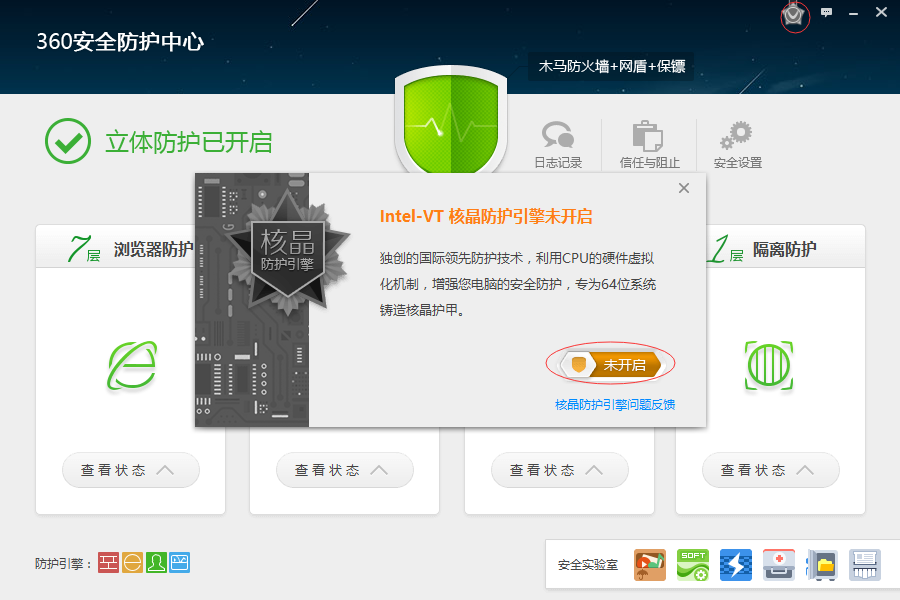 360安全防护中心
木马防火墙+网盾+保镖
立体防护已开启
日志记录
信任与阻止
安全设置
7层 浏览器防护
1层 隔离防护
核晶
防护引擎
Intel-VT 核晶防护引擎未开启
独创的国际领先防护技术，利用CPU的硬件虚拟
化机制，增强您电脑的安全防护，专为64位系统
铸造核晶护甲。
未开启
核晶防护引擎问题反馈
查看状态
查看状态
查看状态
查看状态
防护引擎：
安全实验室
SOFT